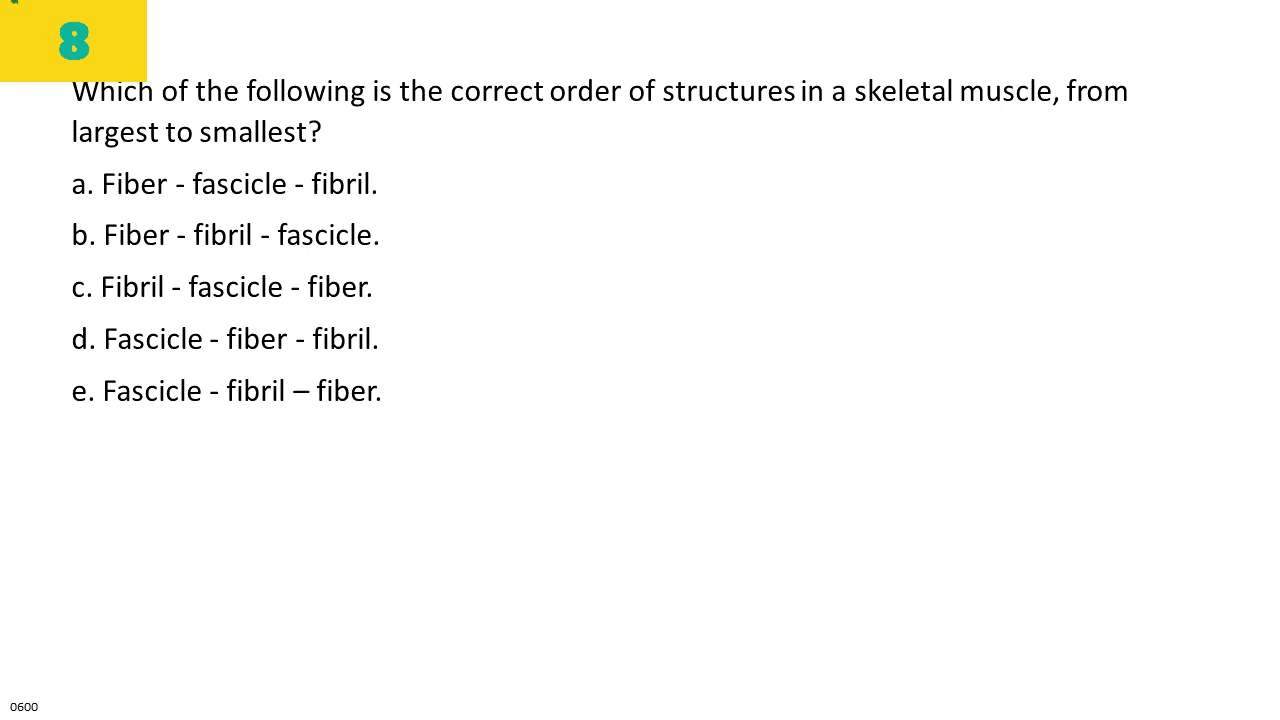 8
Which of the following is the correct order of structures in a skeletal muscle, from
largest to smallest?
a. Fiber - fascicle - fibril.
b. Fiber - fibril - fascicle.
c. Fibril - fascicle - fiber.
d. Fascicle - fiber - fibril.
e. Fascicle - fibril – fiber.
0600